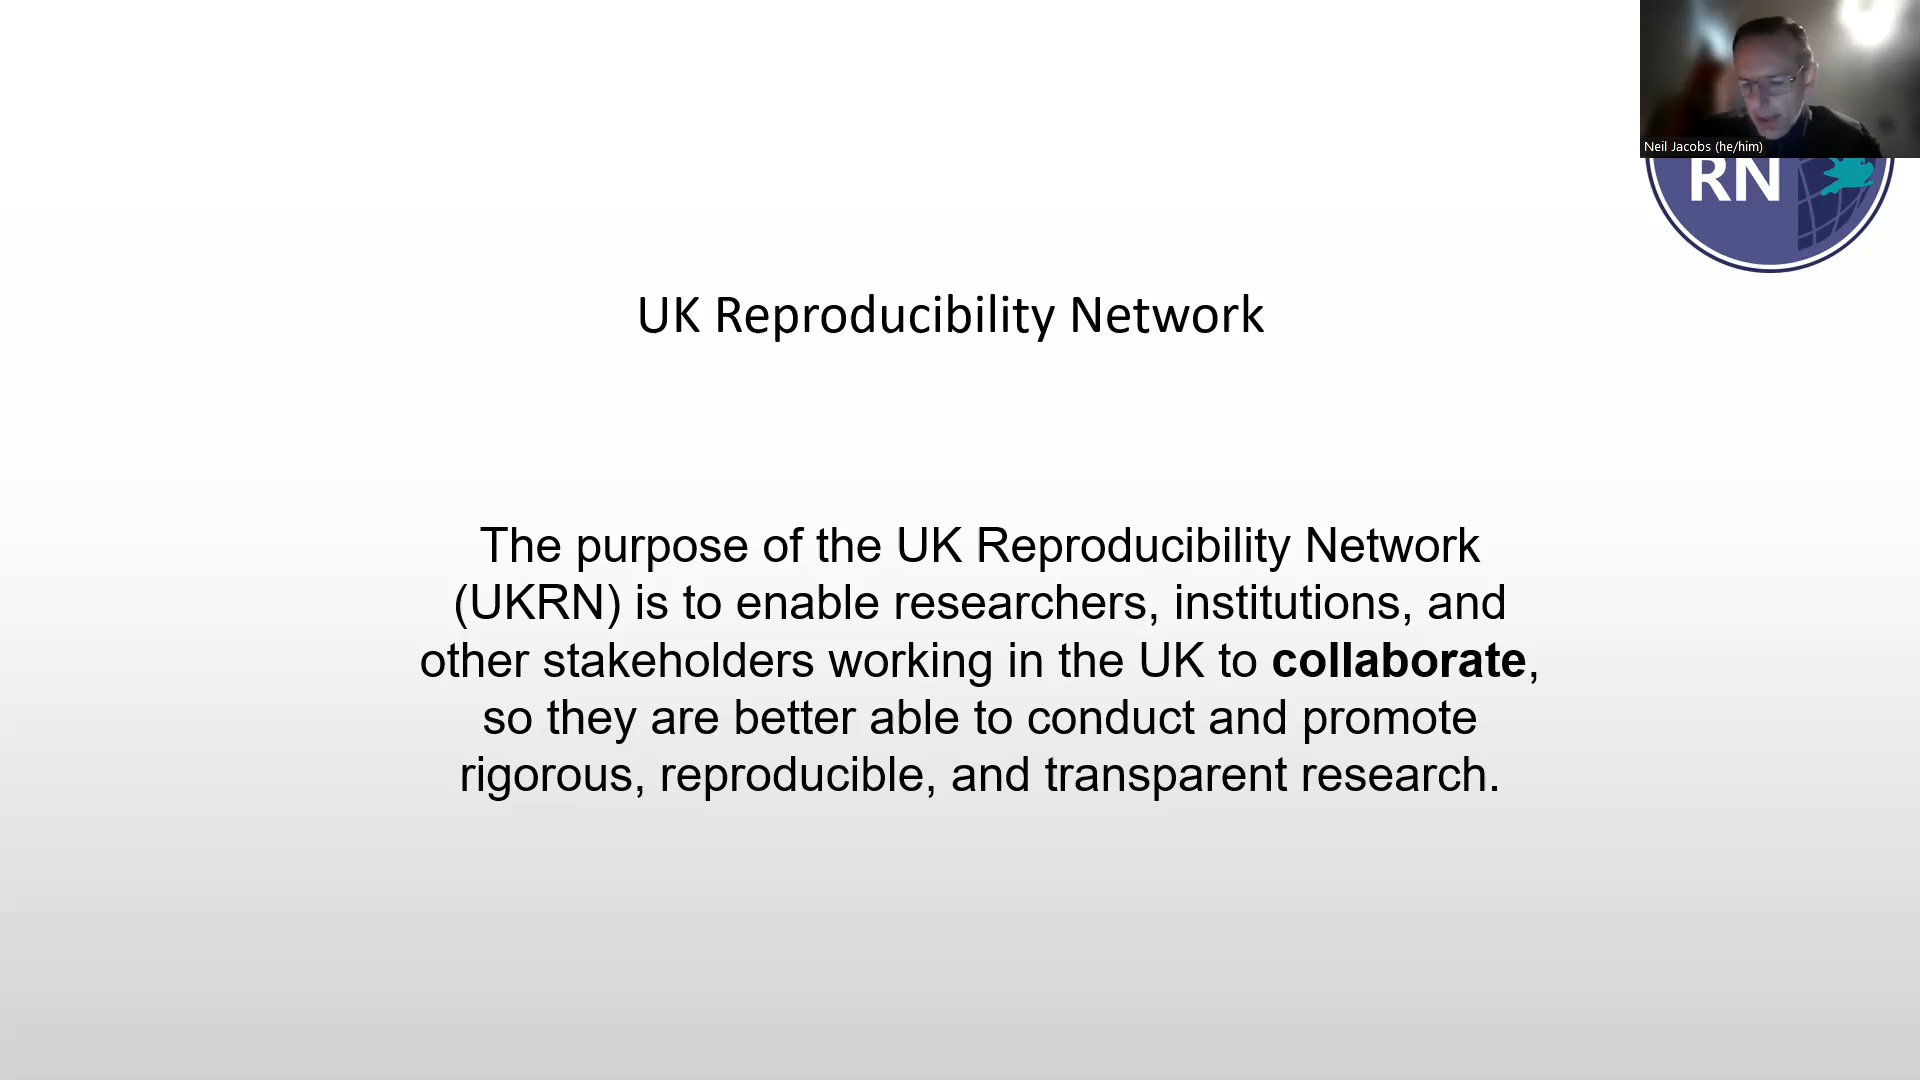 Neil Jacobs (he/him)
RN
UK Reproducibility Network
The purpose of the UK Reproducibility Network
(UKRN) is to enable researchers, institutions, and
other stakeholders working in the UK to collaborate,
so they are better able to conduct and promote
rigorous, reproducible, and transparent research.